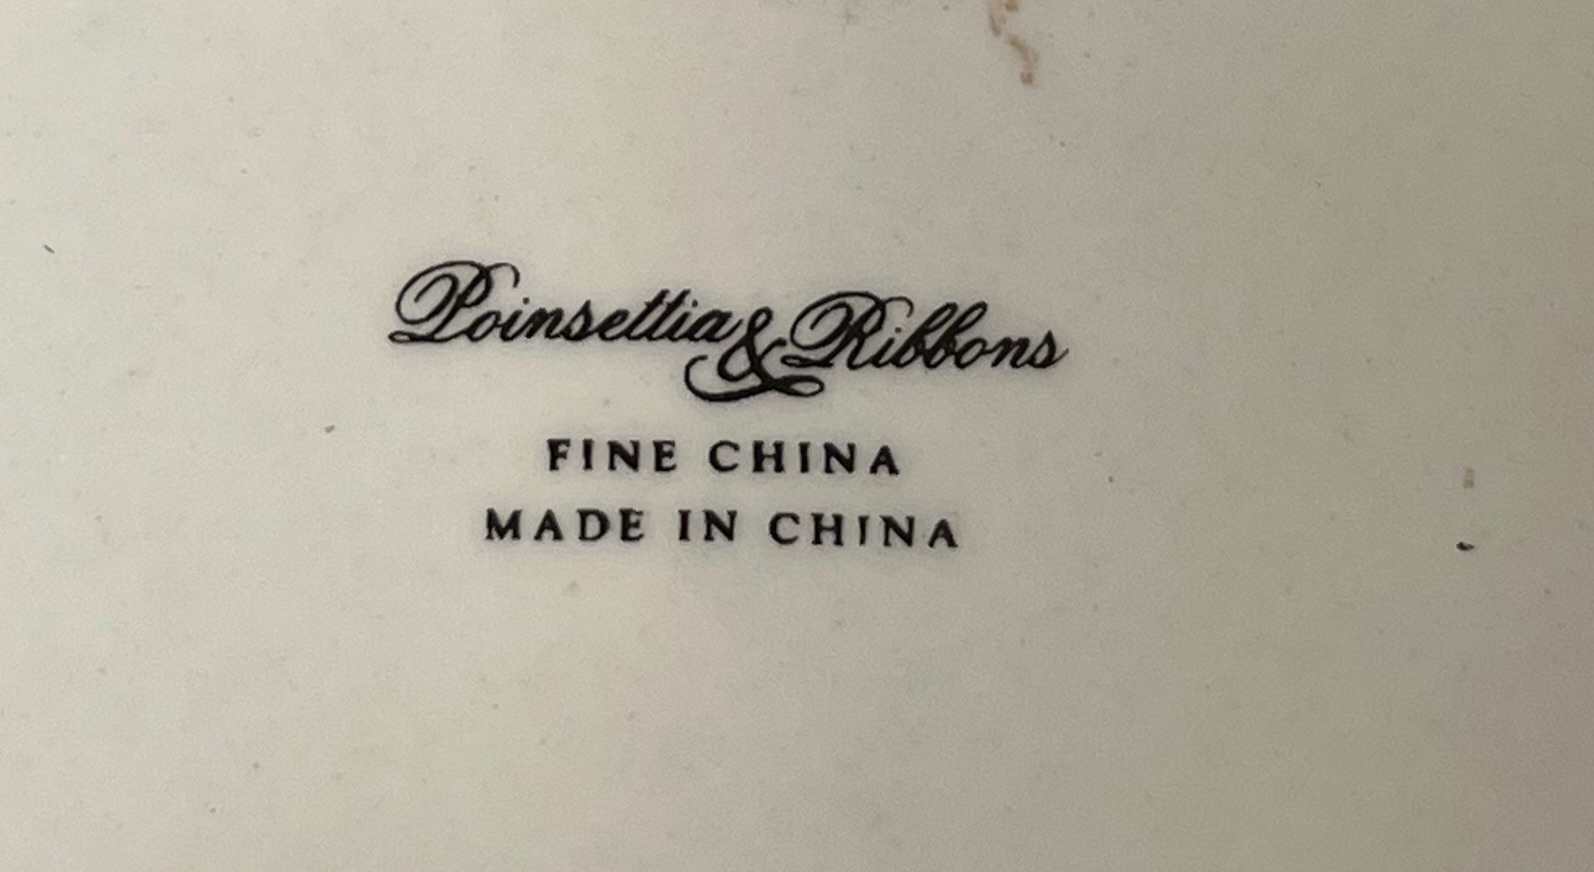 Poinsettia & Ribbons
FINE CHINA
MADE IN CHINA